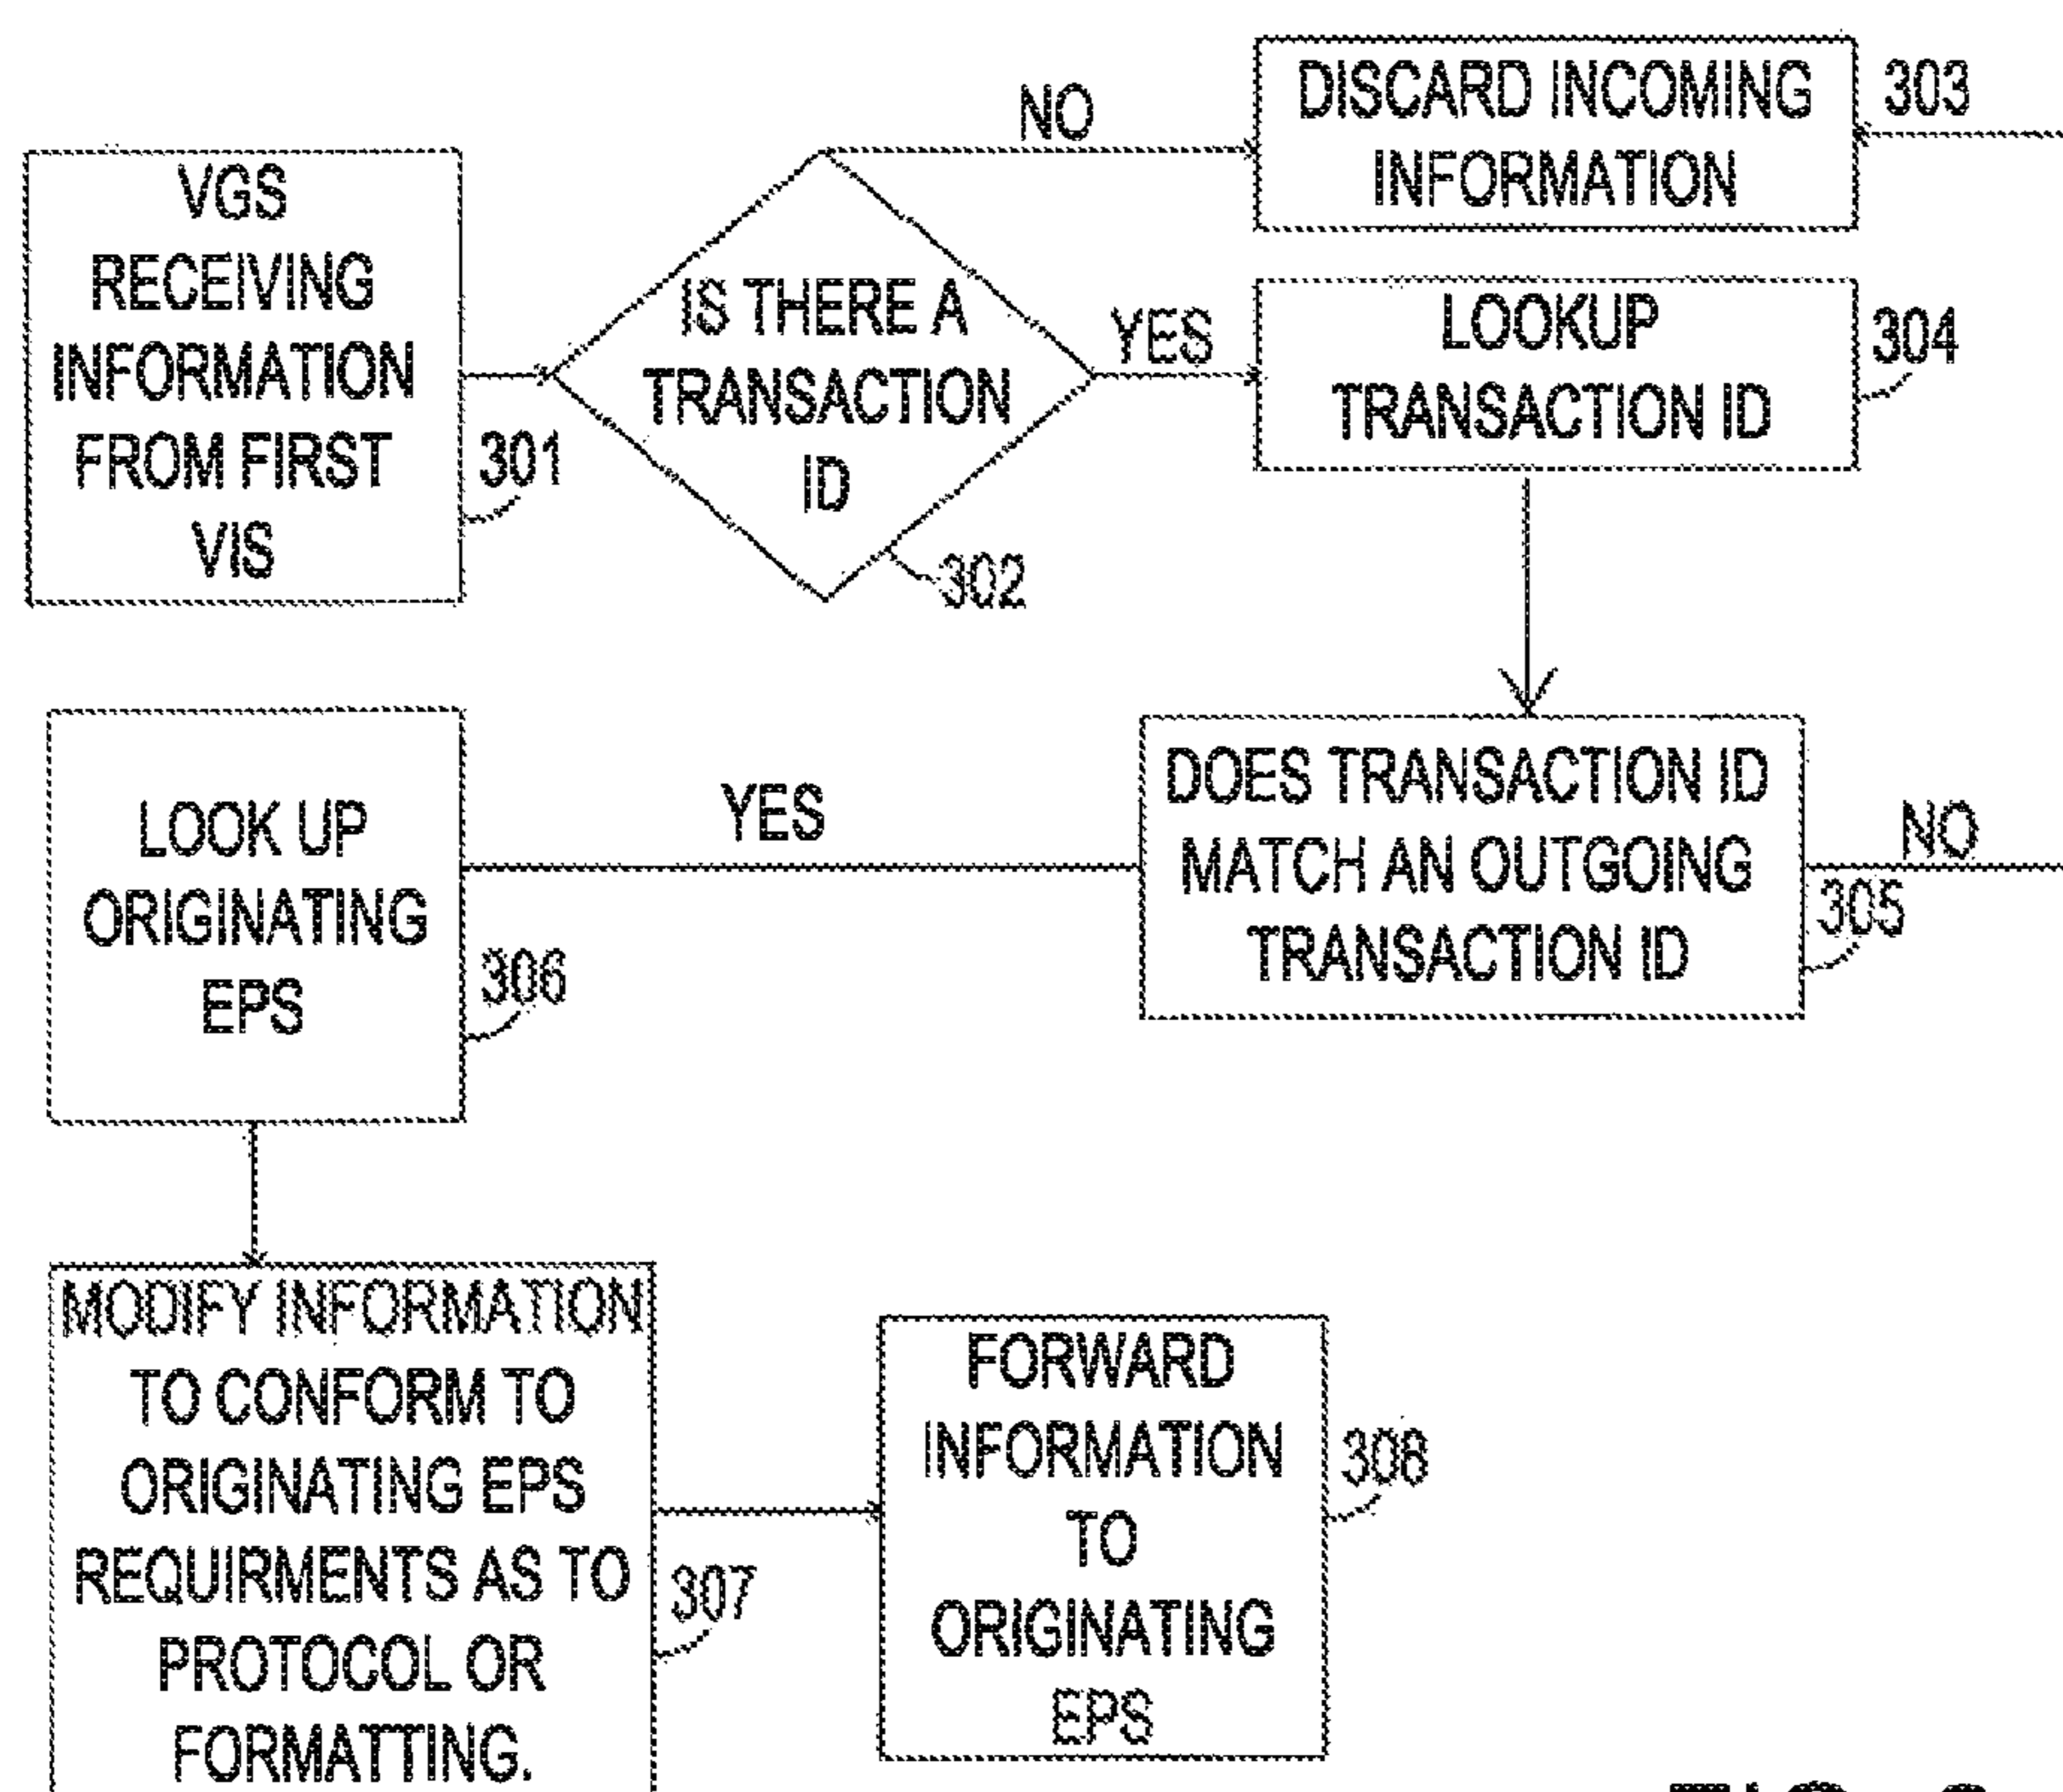 VGS
RECEIVING
INFORMATION
FROM FIRST
VIS
301
IS THERE A
TRANSACTION
ID
302
NO
DISCARD INCOMING
INFORMATION
303
YES
LOOKUP
TRANSACTION ID
304
DOES TRANSACTION ID
MATCH AN OUTGOING
TRANSACTION ID
305
NO
YES
LOOK UP
ORIGINATING
EPS
306
MODIFY INFORMATION
TO CONFORM TO
ORIGINATING EPS
REQUIRMENTS AS TO
PROTOCOL OR
FORMATTING.
307
FORWARD
INFORMATION
TO
ORIGINATING
EPS
308